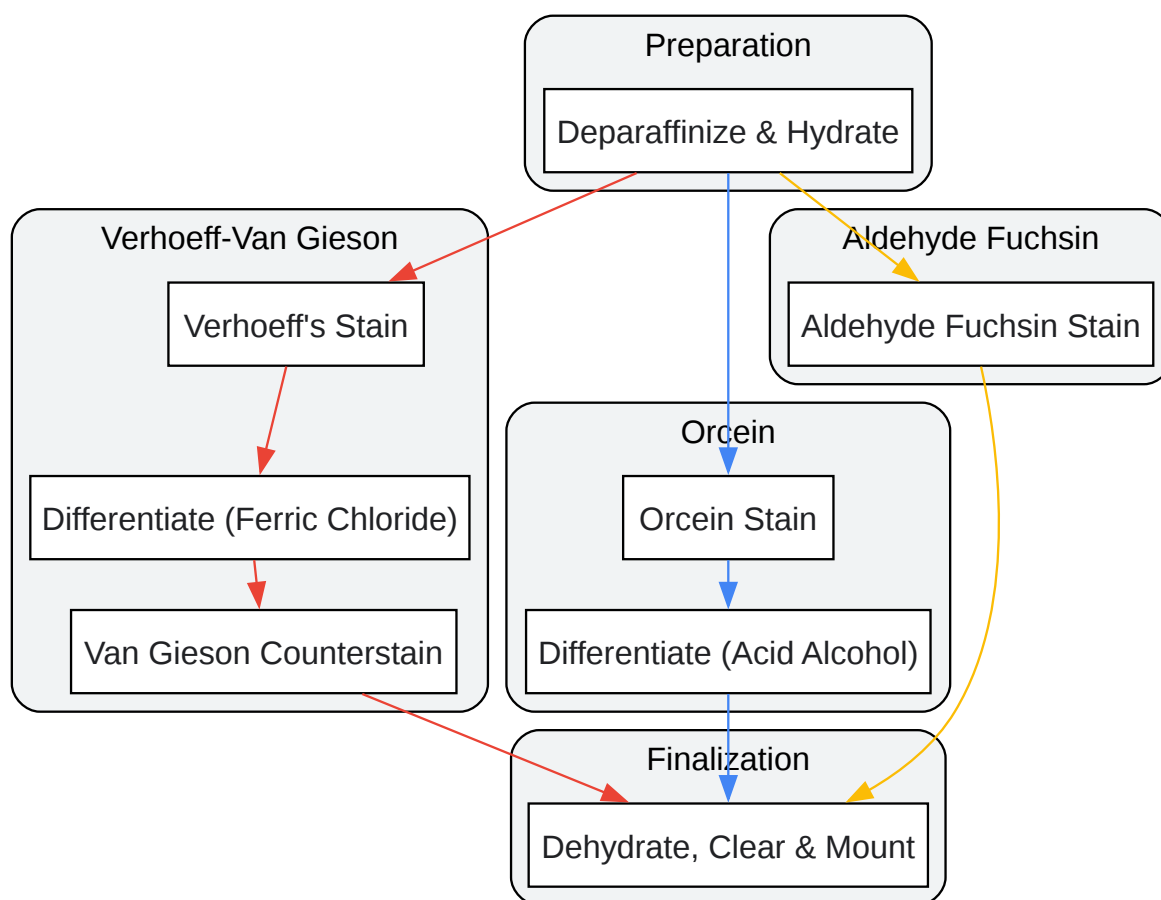 Preparation
Deparaffinize & Hydrate
Verhoeff-Van Gieson
Verhoeff's Stain
Differentiate (Ferric Chloride)
Van Gieson Counterstain
Aldehyde Fuchsin
Aldehyde Fuchsin Stain
Orcein
Orcein Stain
Differentiate (Acid Alcohol)
Finalization
Dehydrate, Clear & Mount